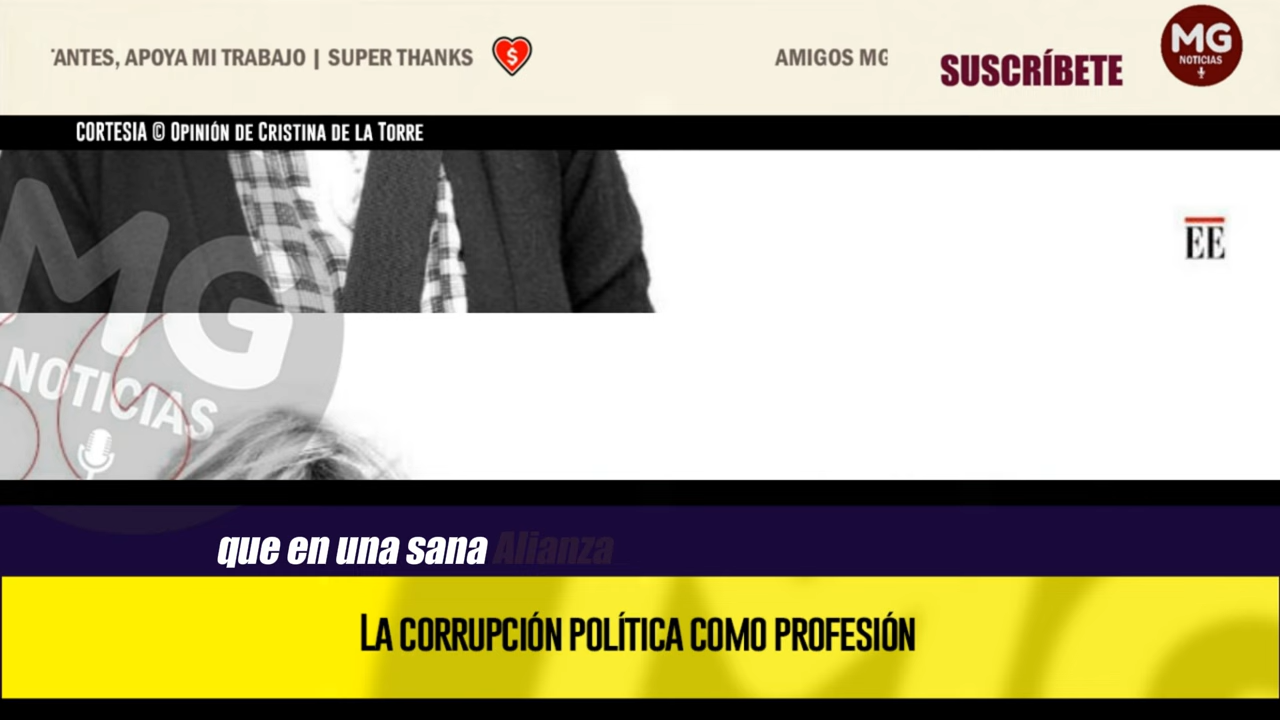 'ANTES, APOYA MI TRABAJO | SUPER THANKS
$
AMIGOS MG
SUSCRÍBETE
MG
NOTICIAS
CORTESIA © OPINIÓN DE CRISTINA DE LA TORRE
EE
MG
NOTICIAS
que en una sana Alianza
LA CORRUPCIÓN POLÍTICA COMO PROFESIÓN